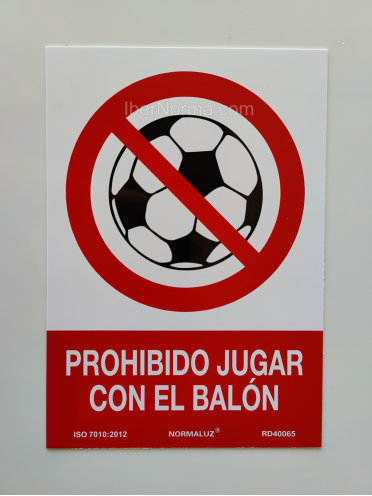 IberNorma.com
PROHIBIDO JUGAR
CON EL BALÓN
ISO 7010:2012 NORMALUZ® RD40065